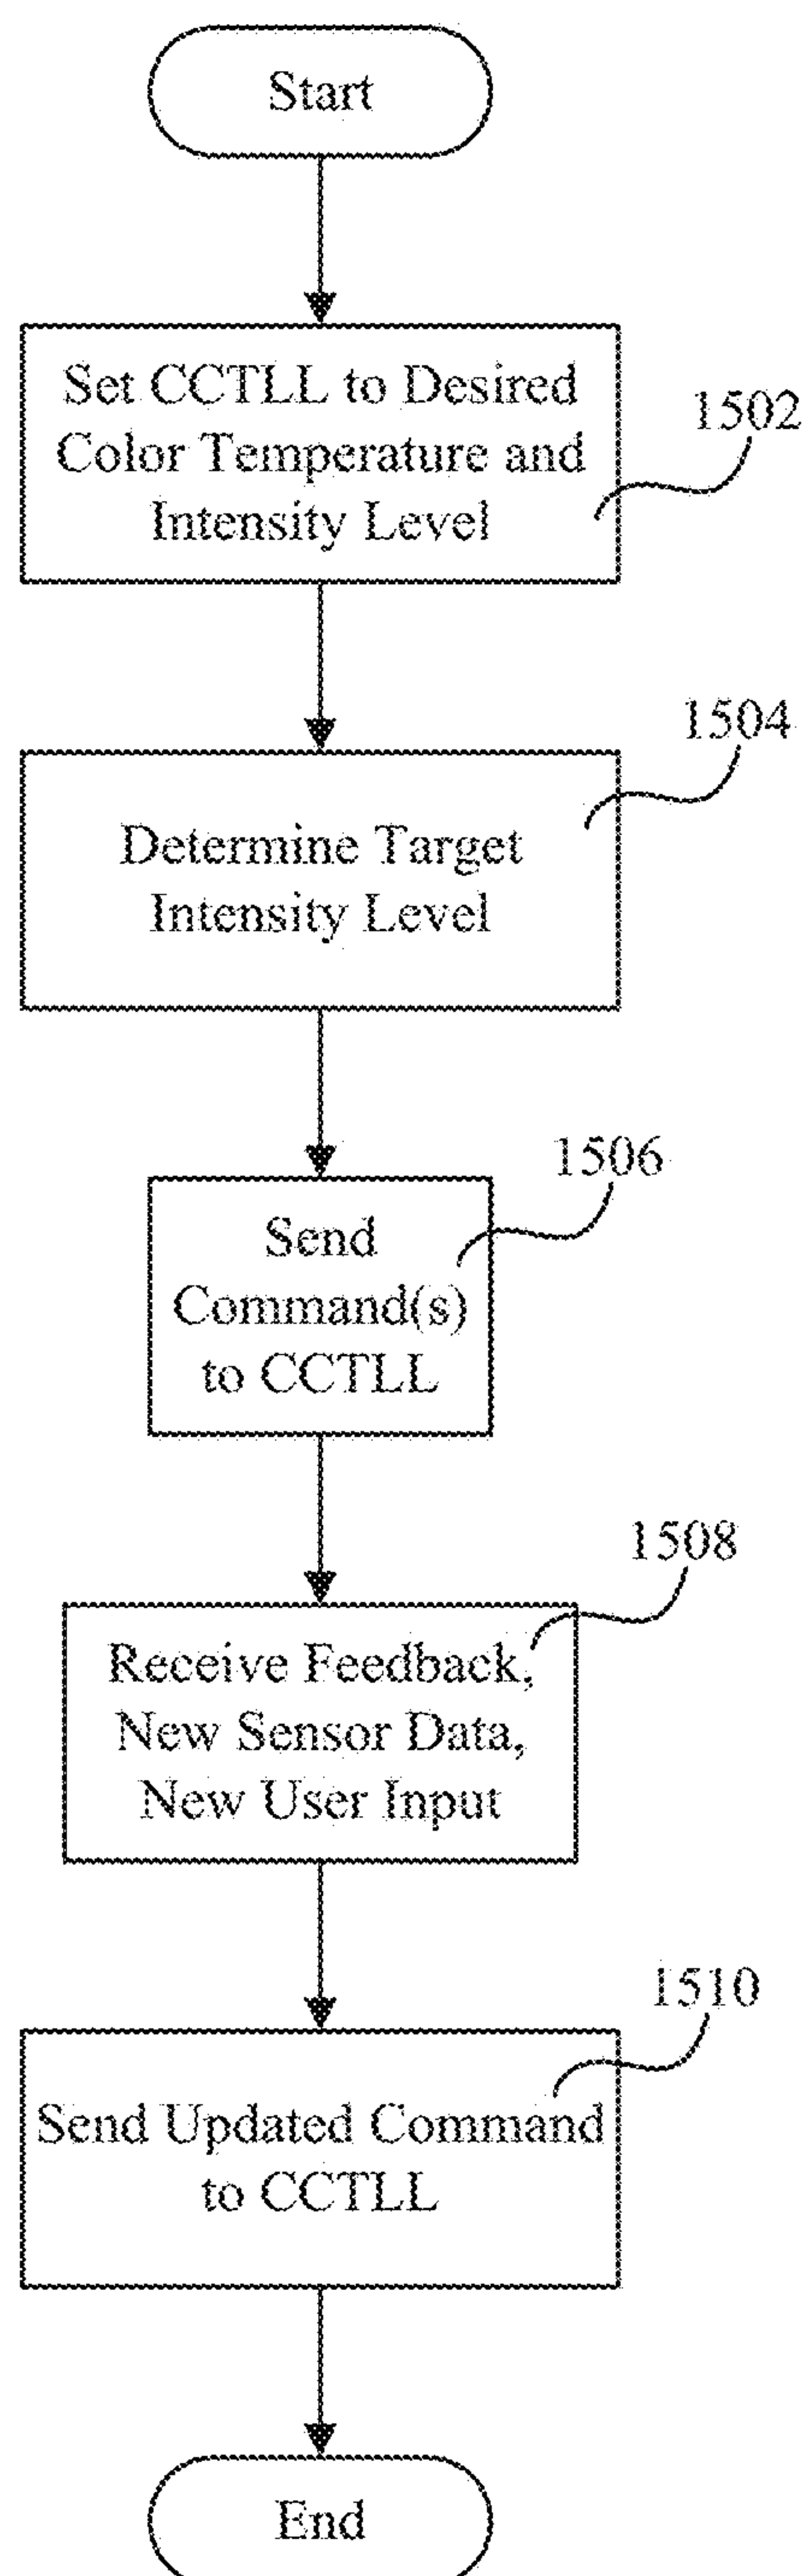 Start
Set CCTLL to Desired
Color Temperature and
Intensity Level
1502
Determine Target
Intensity Level
1504
Send
Command(s)
to CCTLL
1506
Receive Feedback,
New Sensor Data,
New User Input
1508
Send Updated Command
to CCTLL
1510
End